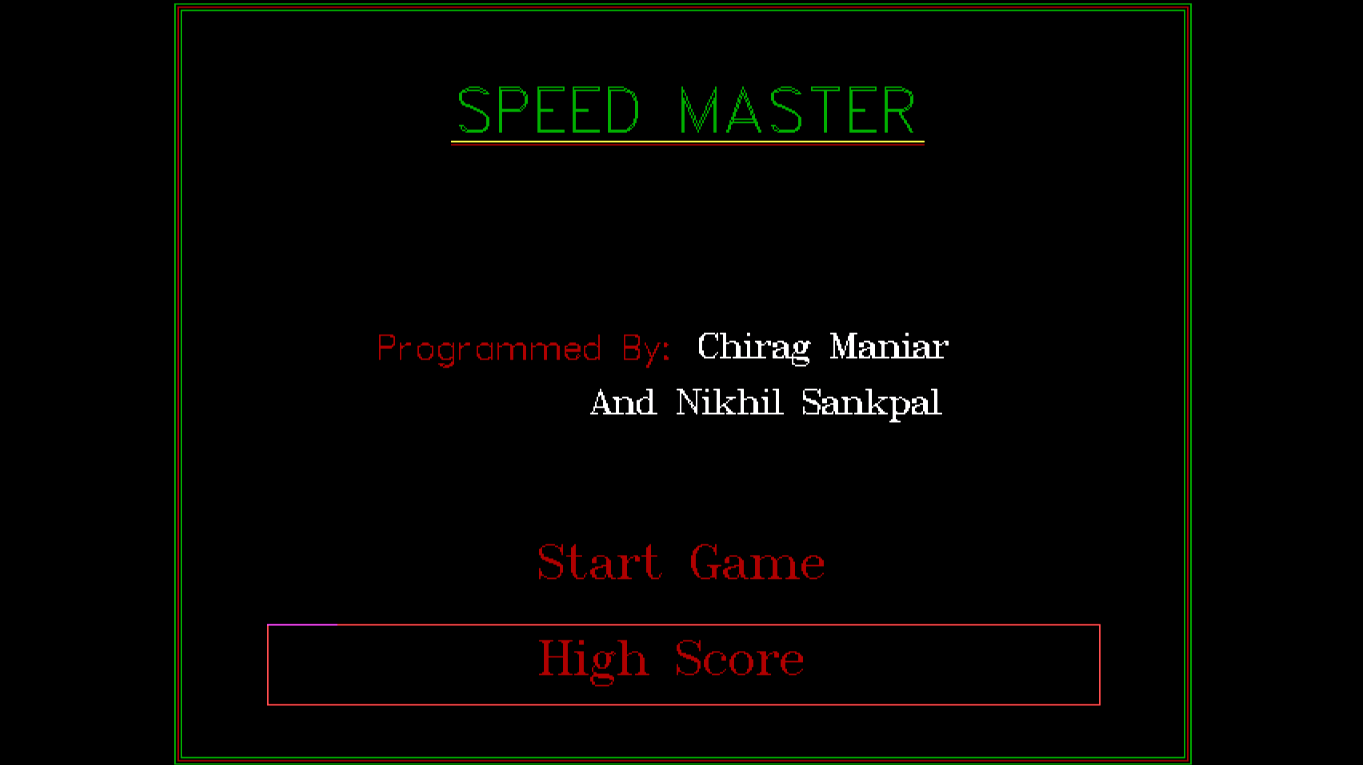 SPEED MASTER
Programmed By: Chirag Maniar
And Nikhil Sankpal
Start Game
High Score